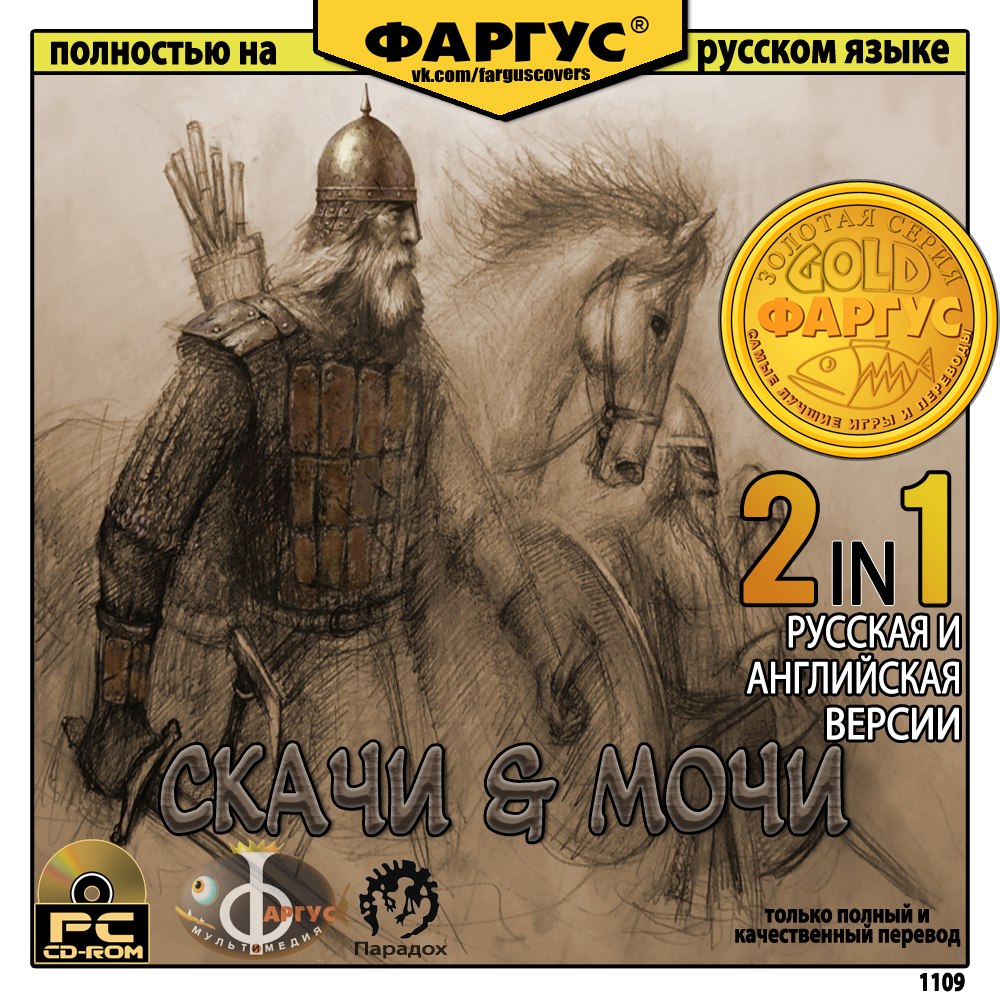 ПОЛНОСТЬЮ НА
ФАРГУС®
РУССКОМ ЯЗЫКЕ
vk.com/farguscovers
ЗОЛОТАЯ СЕРИЯ
GOLD
ФАРГУС
САМЫЕ ЛУЧШИЕ ИГРЫ И ПЕРЕВОДЫ
2 IN 1
РУССКАЯ И
АНГЛИЙСКАЯ
ВЕРСИИ
СКАЧИ & МОЧИ
PC
CD-ROM
ФАРГУС
МУЛЬТИМЕДИЯ
Парадох
только полный и
качественный перевод
1109